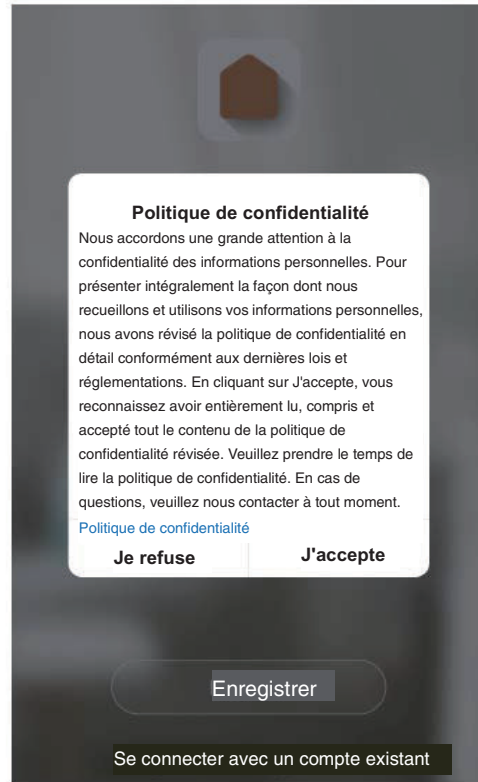 Politique de confidentialité
Nous accordons une grande attention à la
confidentialité des informations personnelles. Pour
présenter intégralement la façon dont nous
recueillons et utilisons vos informations personnelles,
nous avons révisé la politique de confidentialité en
détail conformément aux dernières lois et
réglementations. En cliquant sur J'accepte, vous
reconnaissez avoir entièrement lu, compris et
accepté tout le contenu de la politique de
confidentialité révisée. Veuillez prendre le temps de
lire la politique de confidentialité. En cas de
questions, veuillez nous contacter à tout moment.
Politique de confidentialité
Je refuse J'accepte
Enregistrer
Se connecter avec un compte existant